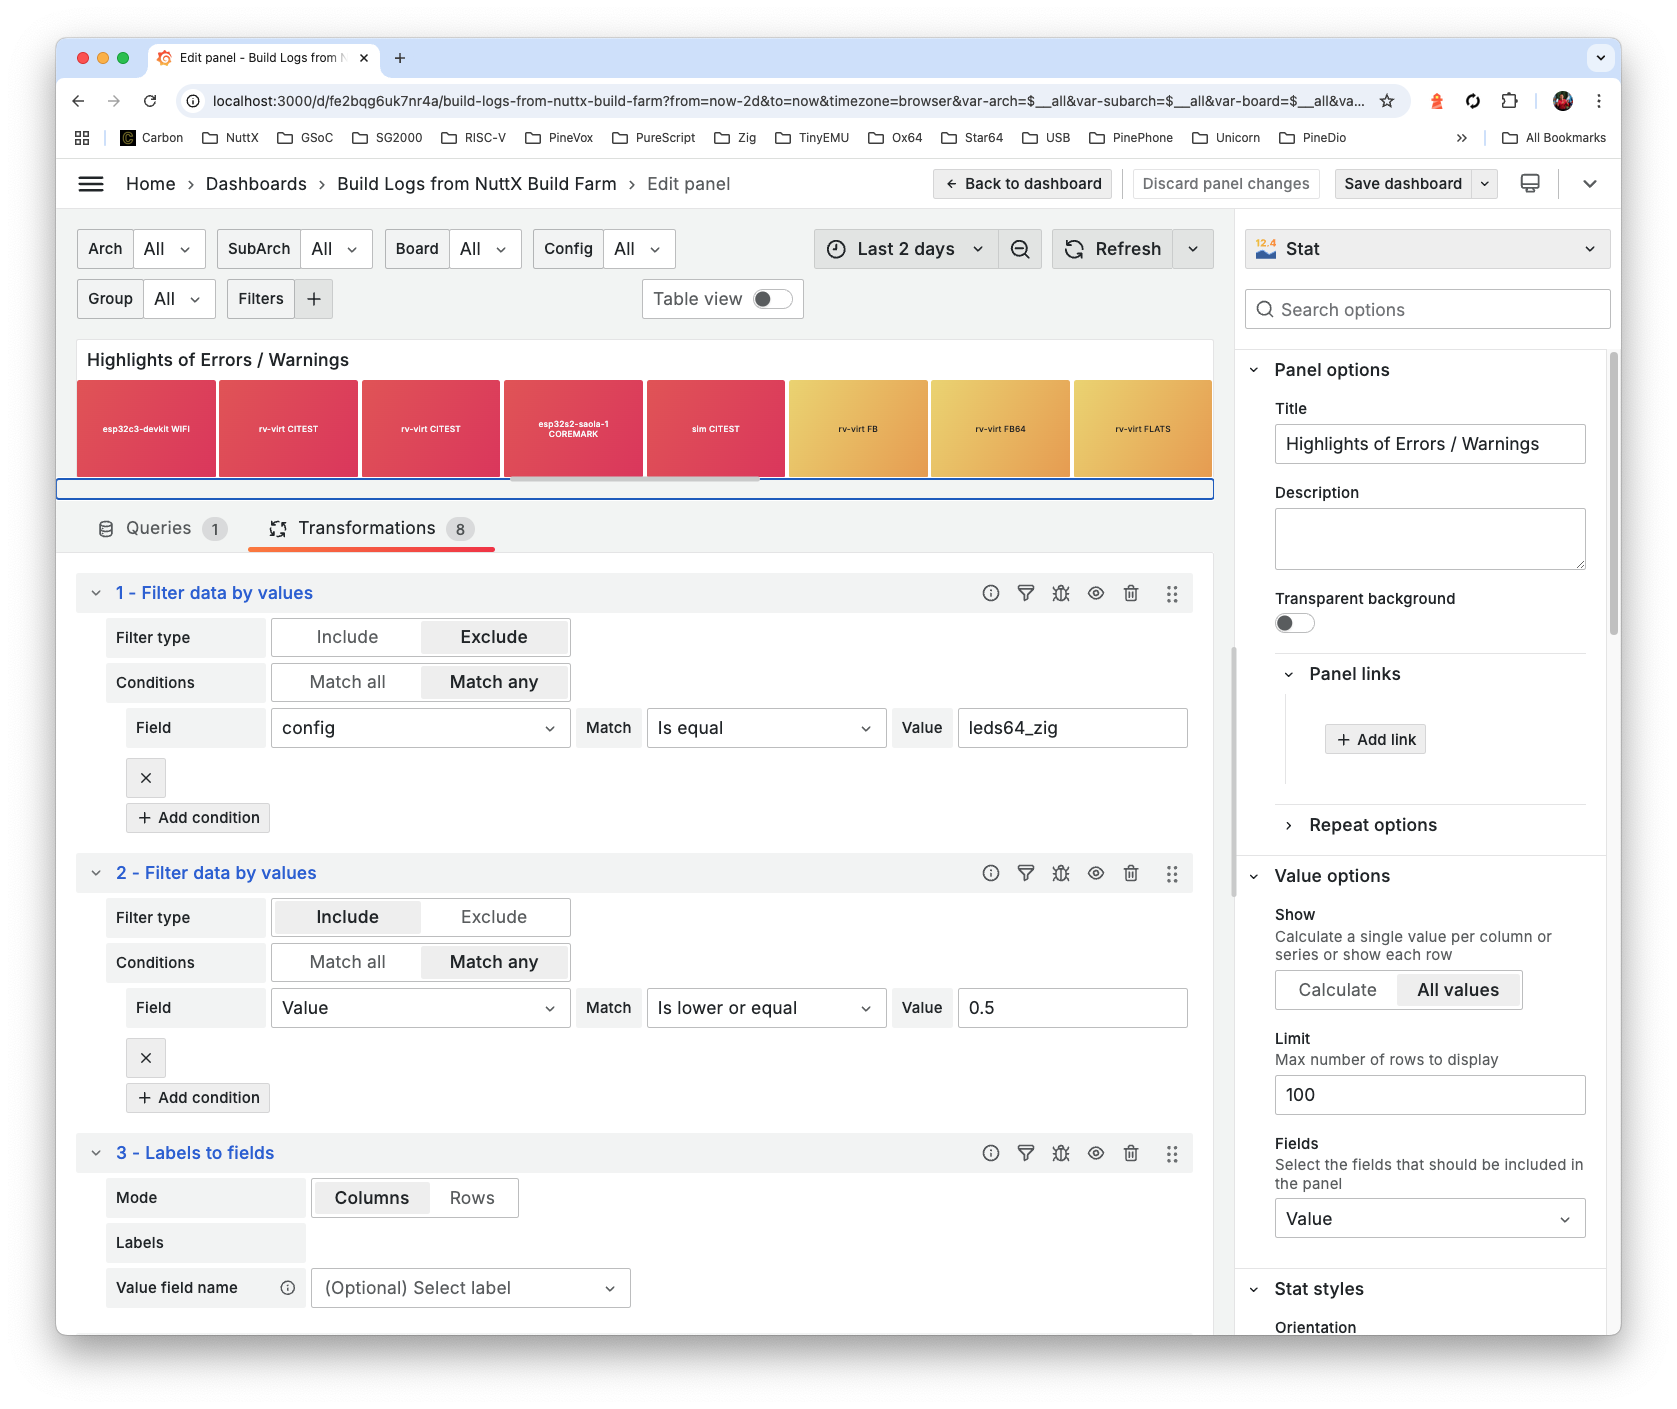 Edit panel - Build Logs from N
localhost:3000/d/fe2bqg6uk7nr4a/build-logs-from-nuttx-build-farm?from=now-2d&to=now&timezone=browser&var-arch=$__all&var-subarch=$__all&var-board=$__all&va...
Carbon NuttX GSoC SG2000 RISC-V PineVox PureScript Zig TinyEMU Ox64 Star64 USB PinePhone Unicorn PineDio » All Bookmarks
Home › Dashboards › Build Logs from NuttX Build Farm › Edit panel
Back to dashboard Discard panel changes Save dashboard
Arch All SubArch All Board All Config All Last 2 days Refresh
Group All Filters + Table view
Highlights of Errors / Warnings
esp32c3-devkit WIFI rv-virt CITEST rv-virt CITEST esp32s2-saola-1 COREMARK sim CITEST rv-virt FB rv-virt FB64 rv-virt FLATS
Queries 1 Transformations 8
1 - Filter data by values
Filter type Include Exclude
Conditions Match all Match any
Field config Match Is equal Value leds64_zig
+ Add condition
2 - Filter data by values
Filter type Include Exclude
Conditions Match all Match any
Field Value Match Is lower or equal Value 0.5
+ Add condition
3 - Labels to fields
Mode Columns Rows
Labels
Value field name (Optional) Select label
12.4 Stat
Search options
Panel options
Title
Highlights of Errors / Warnings
Description
Transparent background
Panel links
+ Add link
Repeat options
Value options
Show
Calculate a single value per column or
series or show each row
Calculate All values
Limit
Max number of rows to display
100
Fields
Select the fields that should be included in
the panel
Value
Stat styles
Orientation